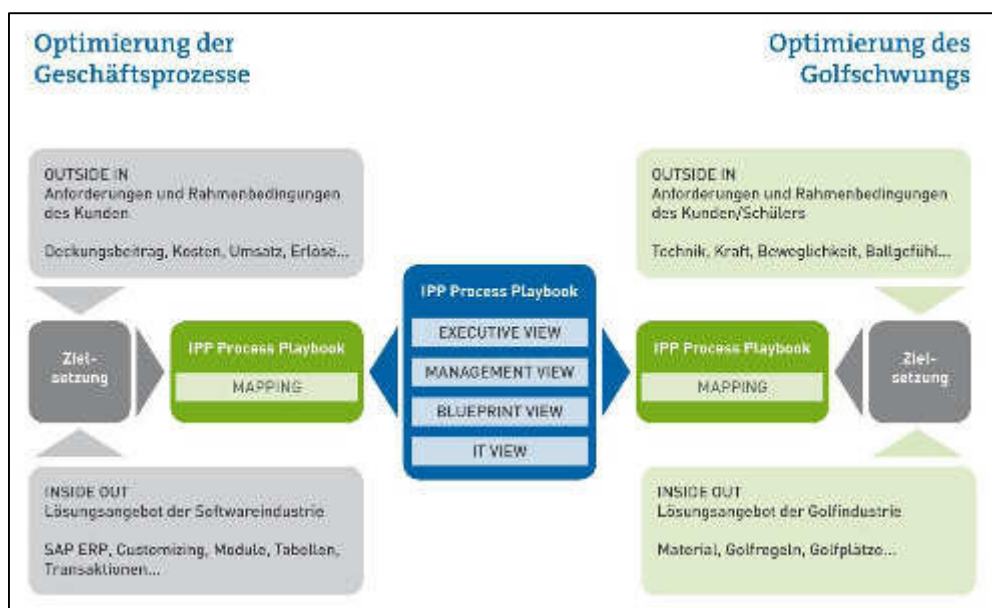 Optimierung der
Geschäftsprozesse
Optimierung des
Golfschwungs
OUTSIDE IN
Anforderungen und Rahmenbedingungen
des Kunden
Deckungsbeitrag, Kosten, Umsatz, Erlöse...
OUTSIDE IN
Anforderungen und Rahmenbedingungen
des Kunden/Schülers
Technik, Kraft, Beweglichkeit, Ballgefühl...
Ziel-
setzung
IPP Process Playbook
MAPPING
IPP Process Playbook
EXECUTIVE VIEW
MANAGEMENT VIEW
BLUEPRINT VIEW
IT VIEW
IPP Process Playbook
MAPPING
Ziel-
setzung
INSIDE OUT
Lösungsangebot der Softwareindustrie
SAP ERP, Customizing, Module, Tabellen,
Transaktionen...
INSIDE OUT
Lösungsangebot der Golfindustrie
Material, Golfregeln, Golfplätze...